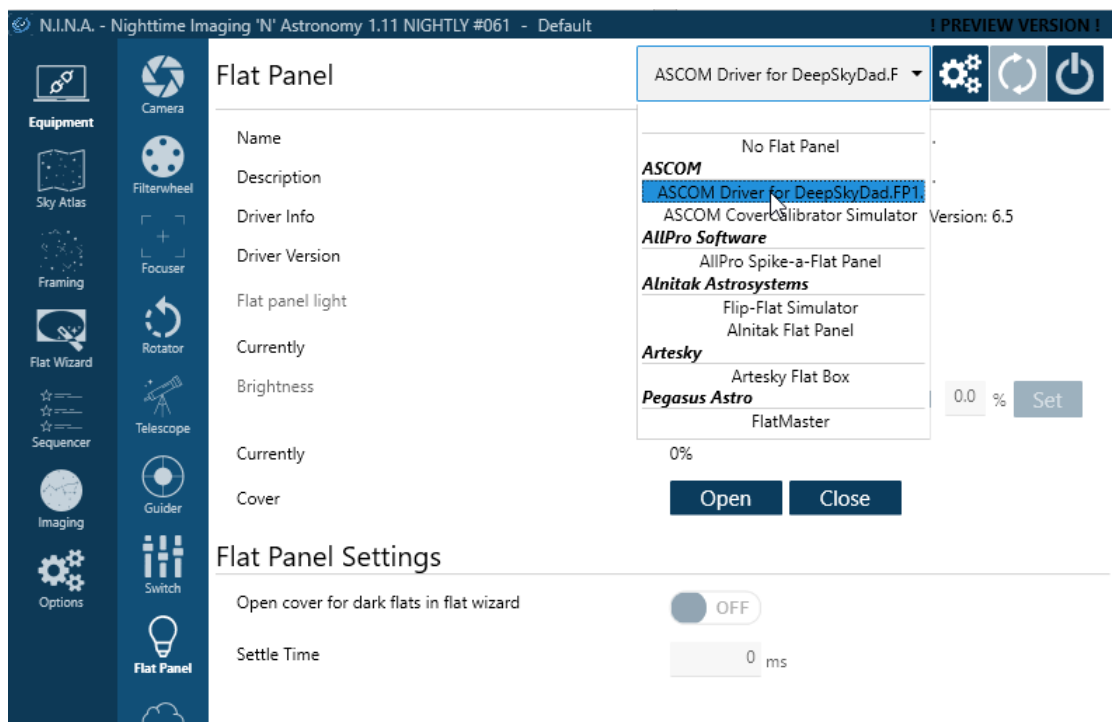 N.I.N.A. - Nighttime Imaging 'N' Astronomy 1.11 NIGHTLY #061 - Default
! PREVIEW VERSION !
Equipment
Sky Atlas
Framing
Flat Wizard
Sequencer
Imaging
Options
Camera
Filterwheel
Focuser
Rotator
Telescope
Guider
Switch
Flat Panel
Flat Panel
ASCOM Driver for DeepSkyDad.F
No Flat Panel
ASCOM
ASCOM Driver for DeepSkyDad.FP1.
ASCOM CoverCalibrator Simulator
AllPro Software
AllPro Spike-a-Flat Panel
Alnitak Astrosystems
Flip-Flat Simulator
Alnitak Flat Panel
Artesky
Artesky Flat Box
Pegasus Astro
FlatMaster
Name
Description
Driver Info
Version: 6.5
Driver Version
Flat panel light
Currently
Brightness
0.0 % Set
Currently
0%
Cover
Open Close
Flat Panel Settings
Open cover for dark flats in flat wizard
OFF
Settle Time
0 ms